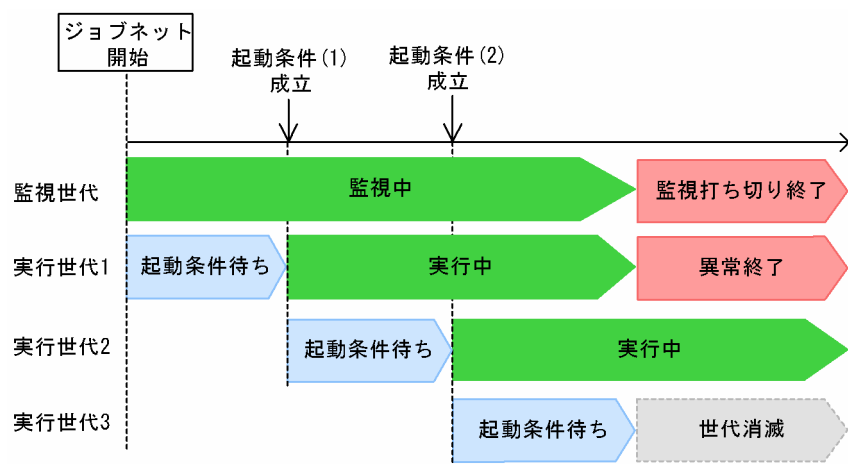 ジョブネット
開始
起動条件(1)
成立
起動条件(2)
成立
監視世代
監視中
監視打ち切り終了
実行世代1
起動条件待ち
実行中
異常終了
実行世代2
起動条件待ち
実行中
実行世代3
起動条件待ち
世代消滅